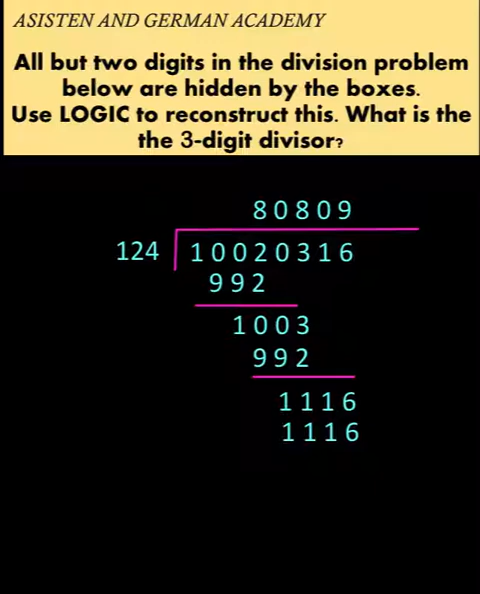 ASISTEN AND GERMAN ACADEMY
All but two digits in the division problem
below are hidden by the boxes.
Use LOGIC to reconstruct this. What is the
the 3-digit divisor?
80809
124 10020316
992
1003
992
1116
1116